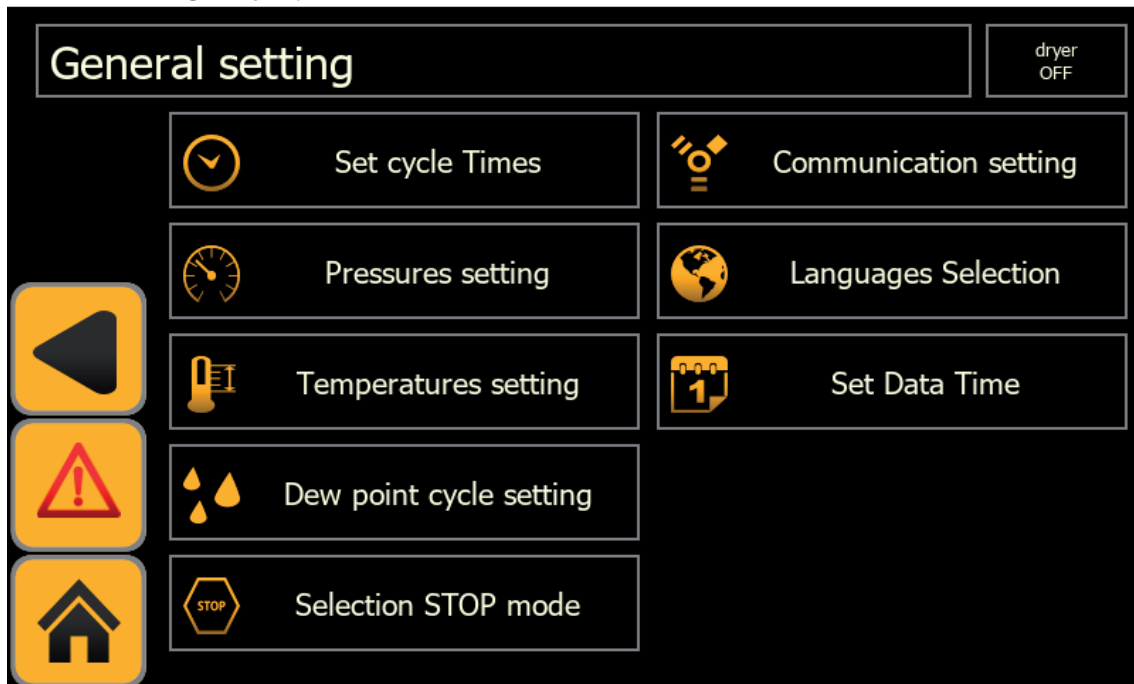 General setting
dryer
OFF
Set cycle Times
Communication setting
Pressures setting
Languages Selection
Temperatures setting
1
Set Data Time
Dew point cycle setting
STOP
Selection STOP mode